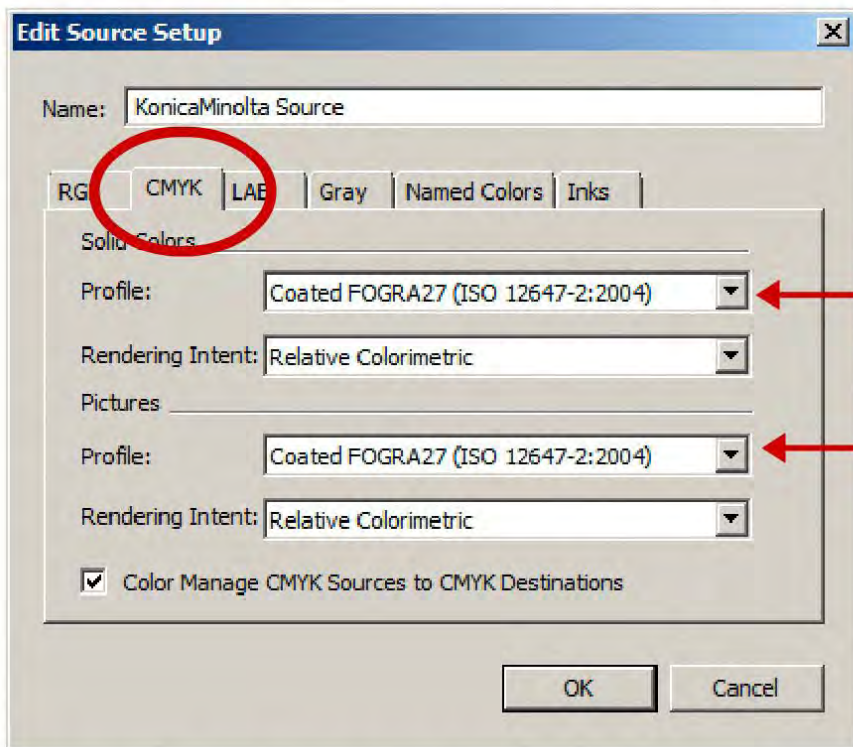 Edit Source Setup
Name: KonicaMinolta Source
CMYK LAB Gray Named Colors Inks
Solid Colors
Profile: Coated FOGRA27 (ISO 12647-2:2004)
Rendering Intent: Relative Colorimetric
Pictures
Profile: Coated FOGRA27 (ISO 12647-2:2004)
Rendering Intent: Relative Colorimetric
Color Manage CMYK Sources to CMYK Destinations
OK Cancel